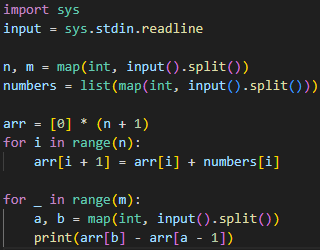 import sys
input = sys.stdin.readline

n, m = map(int, input().split())
numbers = list(map(int, input().split()))

arr = [0] * (n + 1)
for i in range(n):
    arr[i + 1] = arr[i] + numbers[i]

for _ in range(m):
    a, b = map(int, input().split())
    print(arr[b] - arr[a - 1])